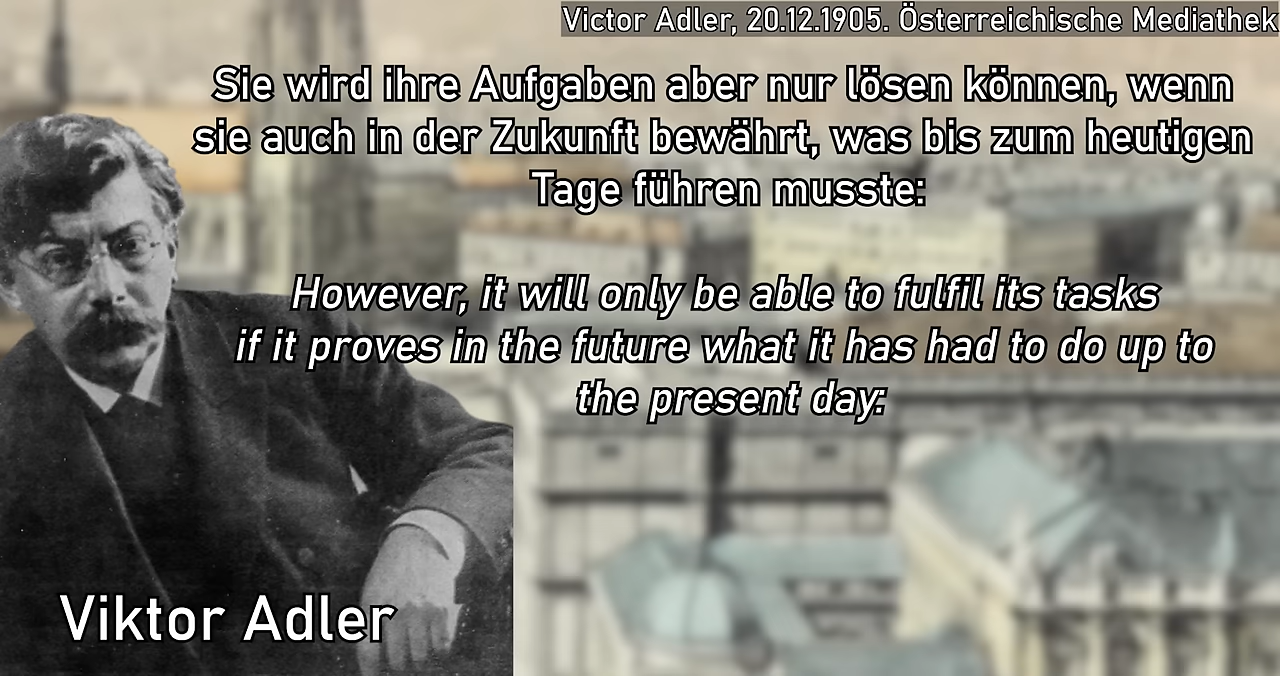 Victor Adler, 20.12.1905. Österreichische Mediathek
Sie wird ihre Aufgaben aber nur lösen können, wenn
sie auch in der Zukunft bewährt, was bis zum heutigen
Tage führen musste:
However, it will only be able to fulfil its tasks
if it proves in the future what it has had to do up to
the present day:
Viktor Adler